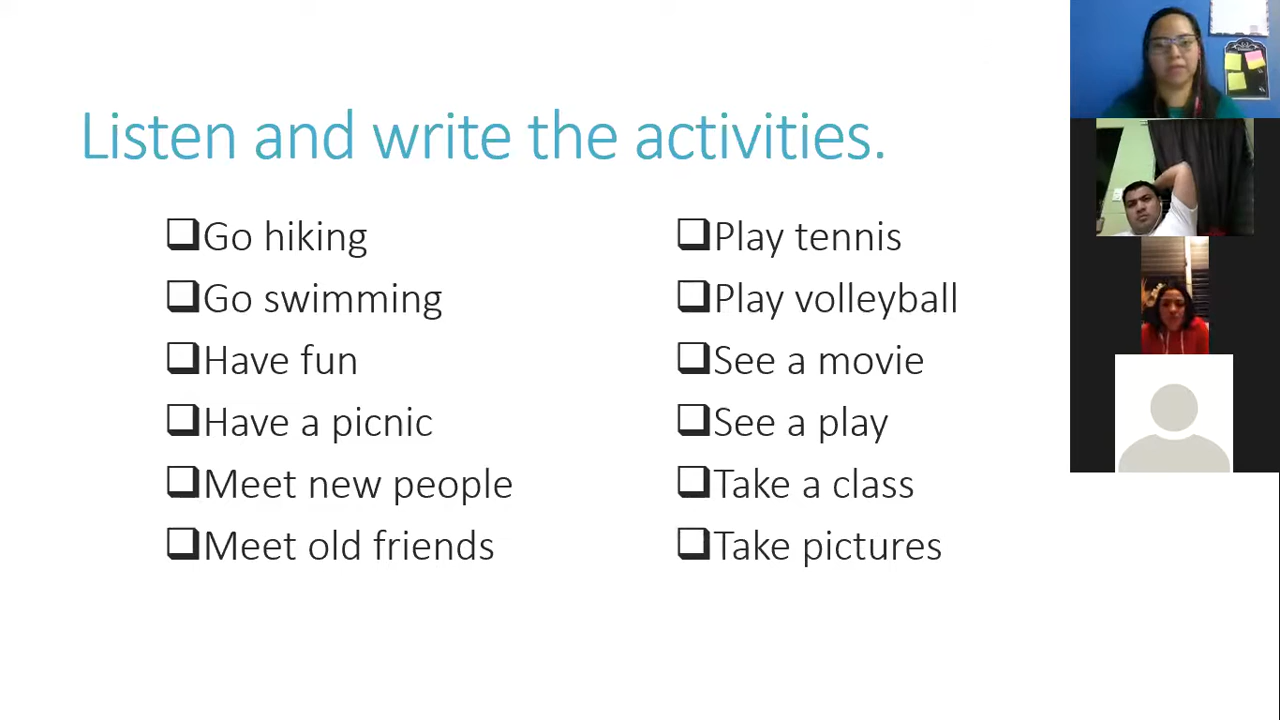 Listen and write the activities.
Go hiking
Go swimming
Have fun
Have a picnic
Meet new people
Meet old friends
Play tennis
Play volleyball
See a movie
See a play
Take a class
Take pictures